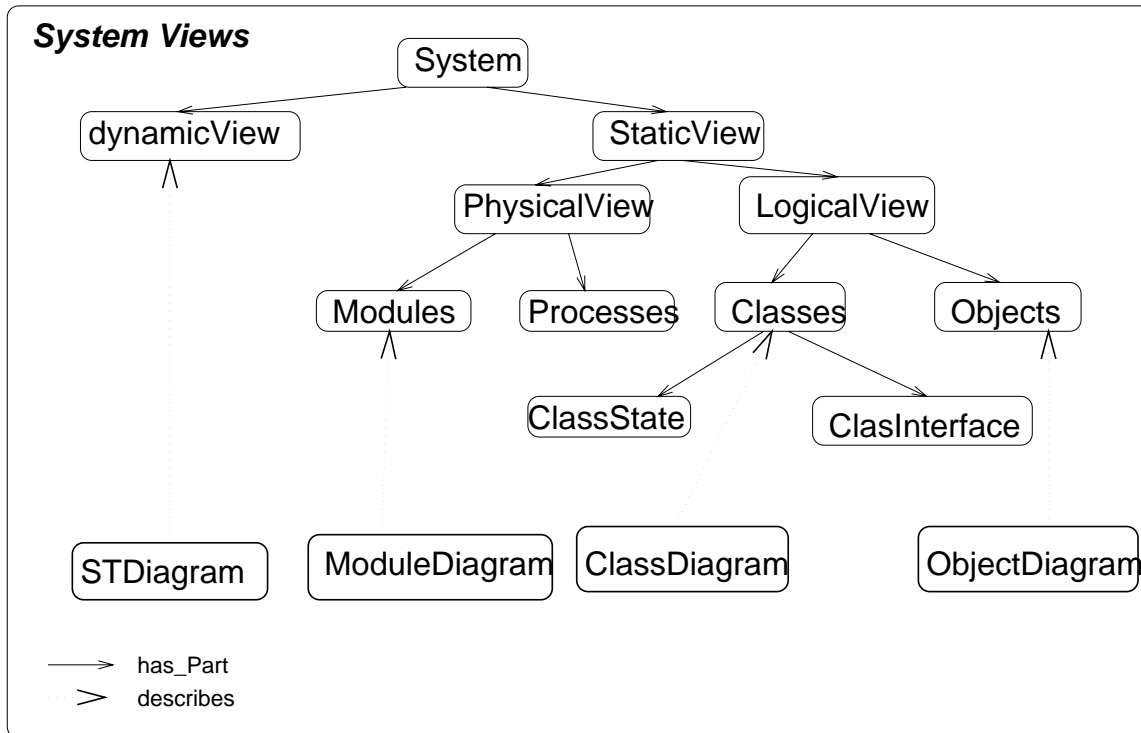 System Views
System
dynamicView
StaticView
PhysicalView
LogicalView
Modules
Processes
Classes
Objects
ClassState
ClasInterface
STDiagram
ModuleDiagram
ClassDiagram
ObjectDiagram
has_Part
describes